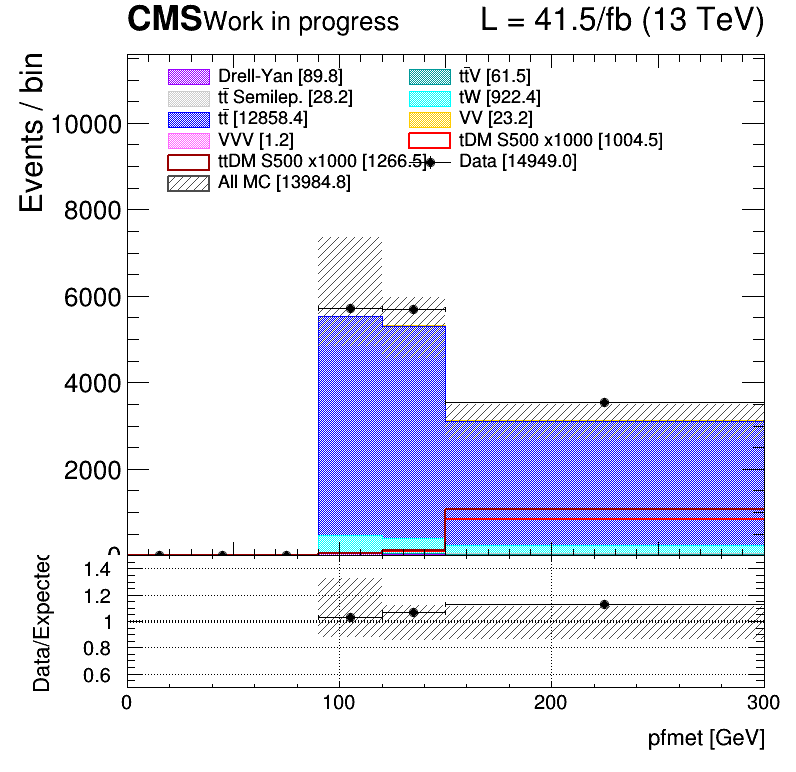 CMS Work in progress L = 41.5/fb (13 TeV)
Events / bin
Drell-Yan [89.8] tt̄V [61.5]
tt̄ Semilep. [28.2] tW [922.4]
tt̄ [12858.4] VV [23.2]
VVV [1.2] tDM S500 x1000 [1004.5]
ttDM S500 x1000 [1266.5] Data [14949.0]
All MC [13984.8]
10000
8000
6000
4000
2000
0
Data/Expected
1.4
1.2
1
0.8
0.6
0 100 200 300
pfmet [GeV]